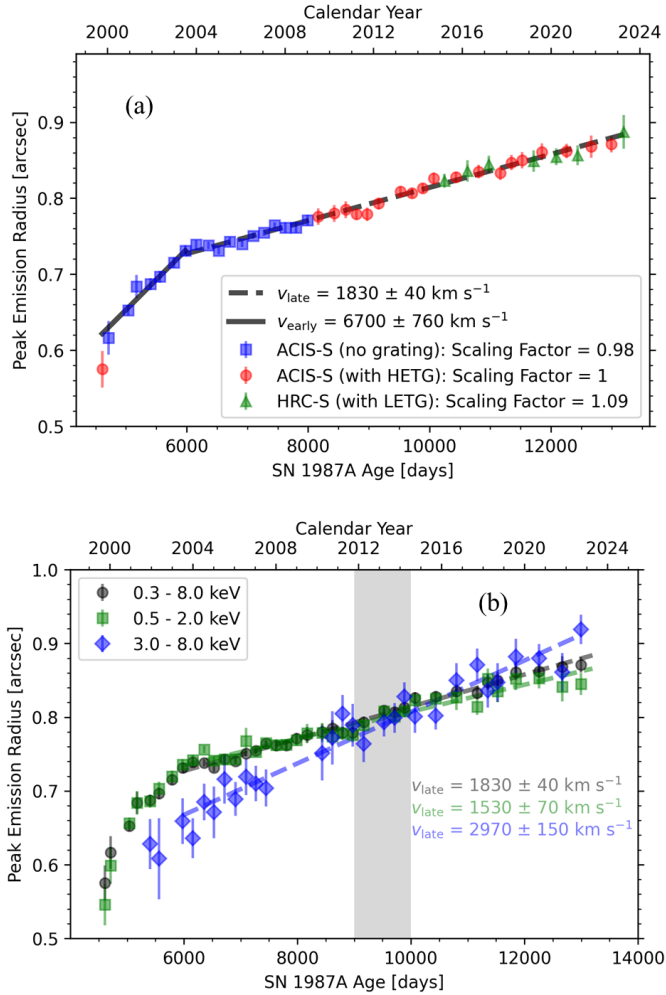 Calendar Year
2000 2004 2008 2012 2016 2020 2024
(a)
0.9
0.8
0.7
0.6
0.5
Peak Emission Radius [arcsec]
v_late = 1830 ± 40 km s⁻¹
v_early = 6700 ± 760 km s⁻¹
ACIS-S (no grating): Scaling Factor = 0.98
ACIS-S (with HETG): Scaling Factor = 1
HRC-S (with LETG): Scaling Factor = 1.09
6000 8000 10000 12000
SN 1987A Age [days]
Calendar Year
2000 2004 2008 2012 2016 2020 2024
1.0
0.9
0.8
0.7
0.6
0.5
Peak Emission Radius [arcsec]
0.3 - 8.0 keV
0.5 - 2.0 keV
3.0 - 8.0 keV
(b)
v_late = 1830 ± 40 km s⁻¹
v_late = 1530 ± 70 km s⁻¹
v_late = 2970 ± 150 km s⁻¹
6000 8000 10000 12000 14000
SN 1987A Age [days]